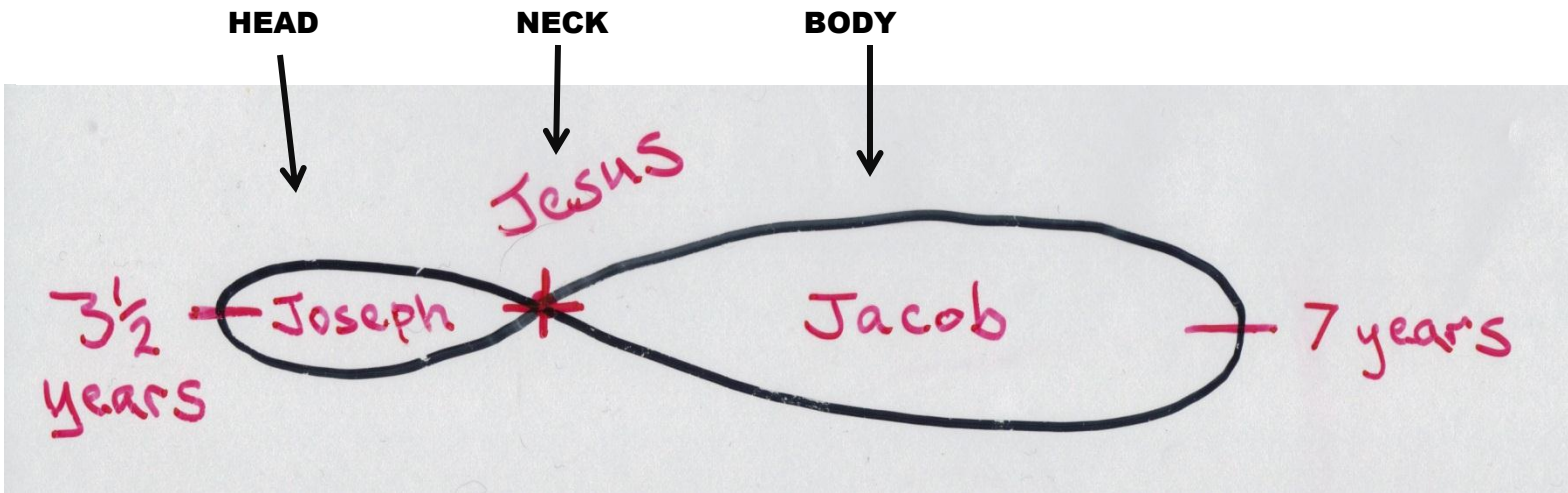 HEAD NECK BODY
Jesus
3½
years
Joseph
Jacob
7 years